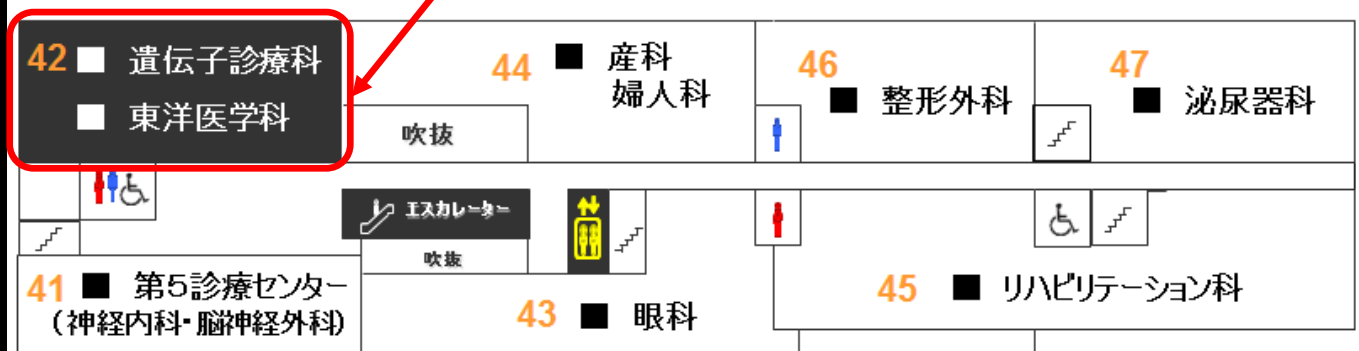 42 ■ 遺伝子診療科
■ 東洋医学科
44 ■ 産科
婦人科
46
■ 整形外科
47
■ 泌尿器科
吹抜
エスカレーター
吹抜
41 ■ 第5診療センター
(神経内科・脳神経外科)
43 ■ 眼科
45 ■ リハビリテーション科